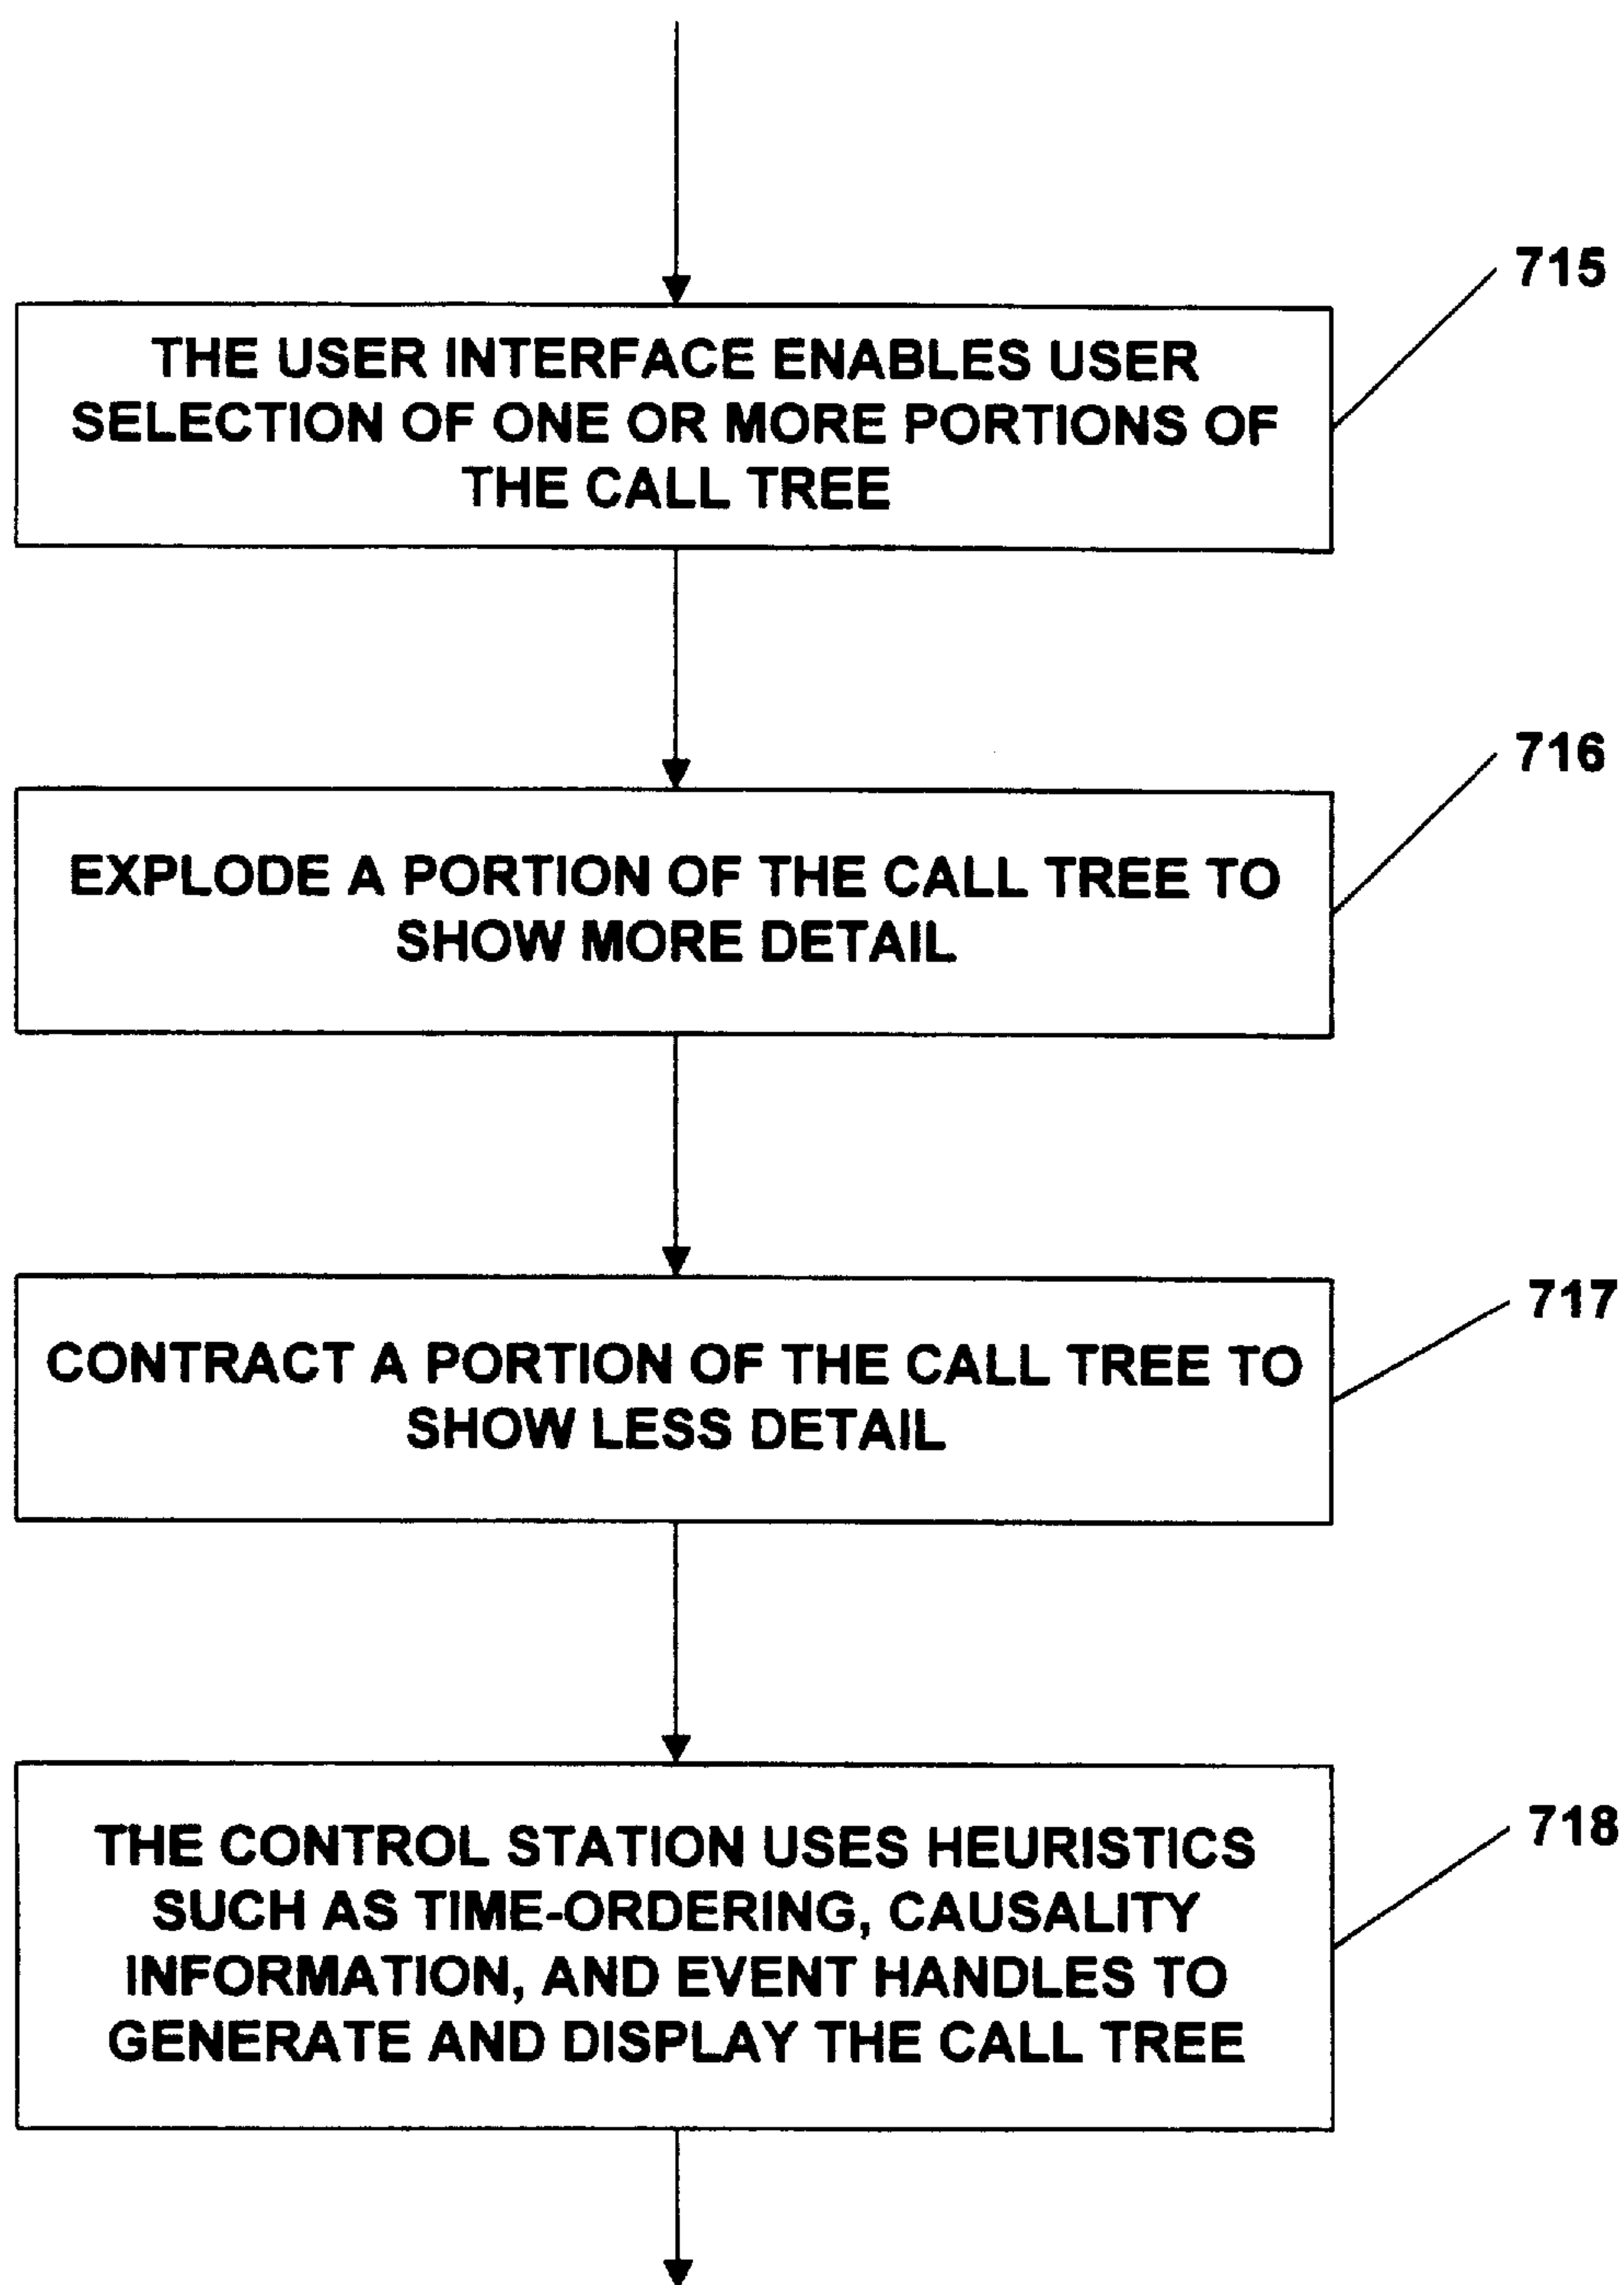 715
THE USER INTERFACE ENABLES USER
SELECTION OF ONE OR MORE PORTIONS OF
THE CALL TREE
716
EXPLODE A PORTION OF THE CALL TREE TO
SHOW MORE DETAIL
717
CONTRACT A PORTION OF THE CALL TREE TO
SHOW LESS DETAIL
718
THE CONTROL STATION USES HEURISTICS
SUCH AS TIME-ORDERING, CAUSALITY
INFORMATION, AND EVENT HANDLES TO
GENERATE AND DISPLAY THE CALL TREE